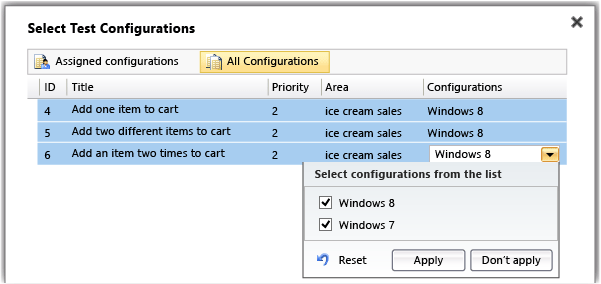 Select Test Configurations
Assigned configurations All Configurations
ID Title Priority Area Configurations
4 Add one item to cart 2 ice cream sales Windows 8
5 Add two different items to cart 2 ice cream sales Windows 8
6 Add an item two times to cart 2 ice cream sales Windows 8
Select configurations from the list
Windows 8
Windows 7
Reset Apply Don't apply